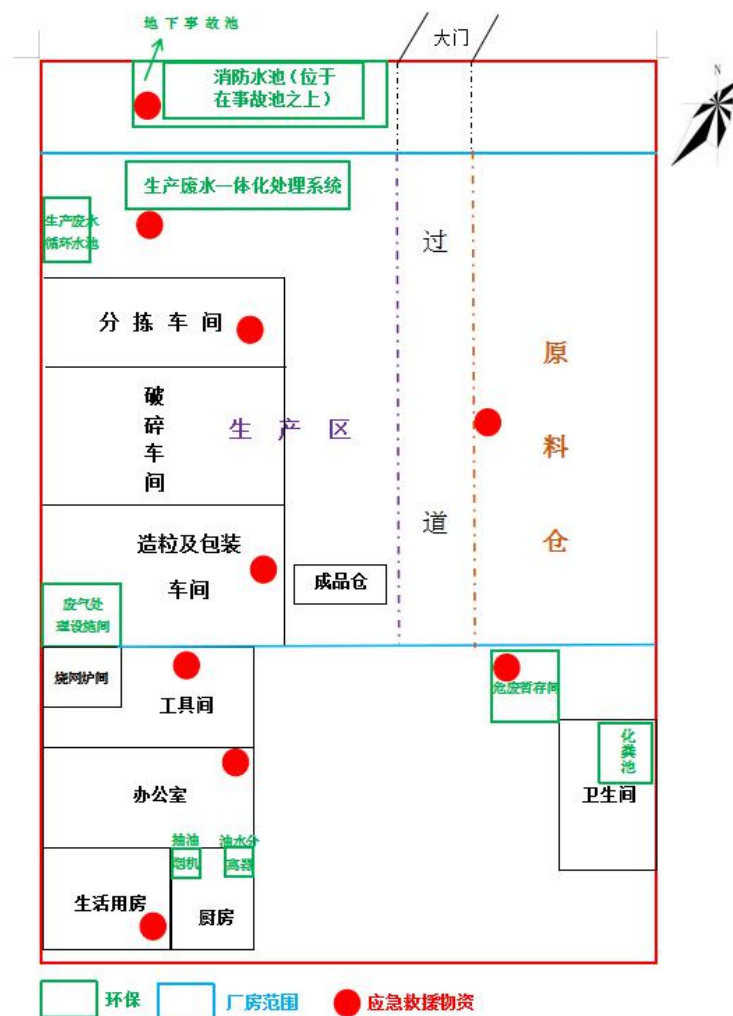 地下事故池
大门
消防水池（位于
在事故池之上）
N
生产废水一体化处理系统
生产废水
循环水池
过
分拣车间
原
破
碎
车
间
生产区
料
道
仓
造粒及包装
车间
成品仓
废气处
理设施间
烧网炉间
工具间
危废暂存间
化
粪
池
办公室
卫生间
抽油
烟机
油水分
离器
生活用房
厨房
环保
厂房范围
应急救援物资